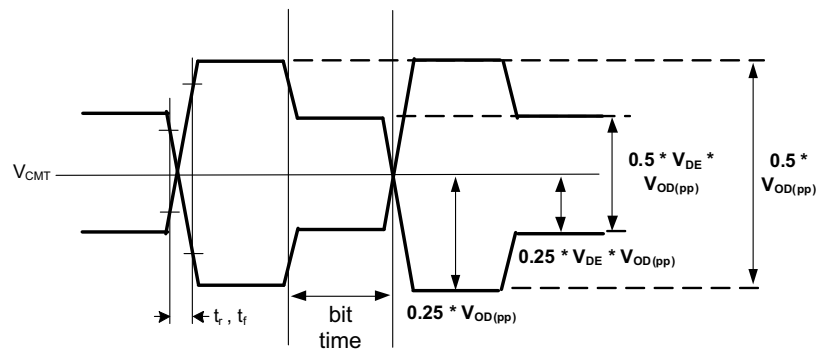 V_CMT
0.5 * V_DE *
V_OD(pp)
0.5 *
V_OD(pp)
0.25 * V_DE * V_OD(pp)
t_r , t_f
bit
time
0.25 * V_OD(pp)